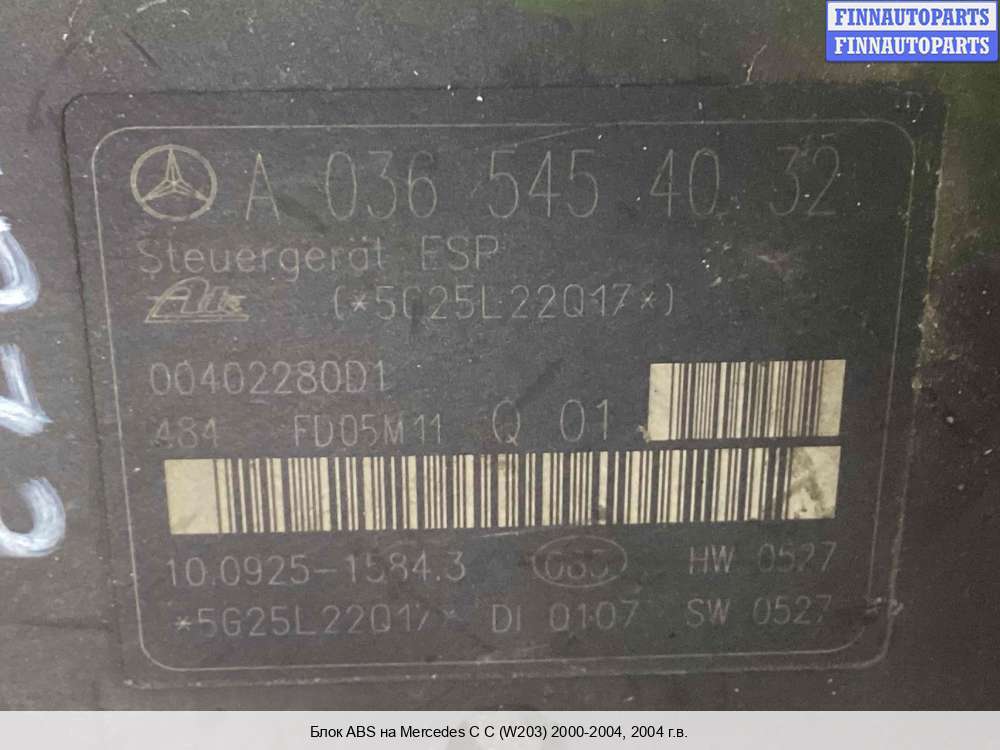 FINNAUTOPARTS
FINNAUTOPARTS
A 036 545 40 32
Steuergerät ESP
Ate (*5G25L22Q17*)
00402280D1
484 FD05M11 Q 01
10.0925-1584.3 HW 0527
*5G25L22Q17* DI 0107 SW 0527
Блок ABS на Mercedes C C (W203) 2000-2004, 2004 г.в.